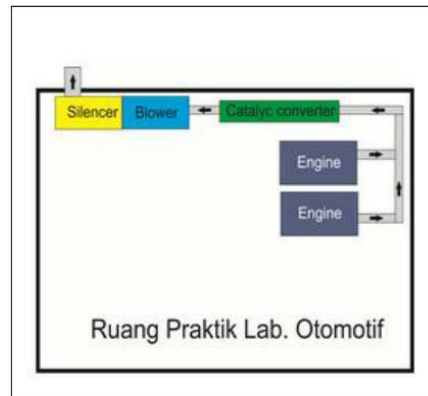 Silencer
Blower
Catalyc converter
Engine
Engine
Ruang Praktik Lab. Otomotif